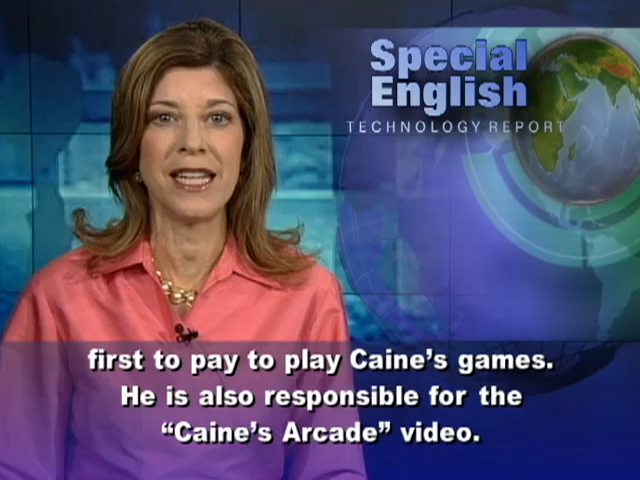 Special
English
TECHNOLOGY REPORT
first to pay to play Caine's games.
He is also responsible for the
“Caine's Arcade” video.